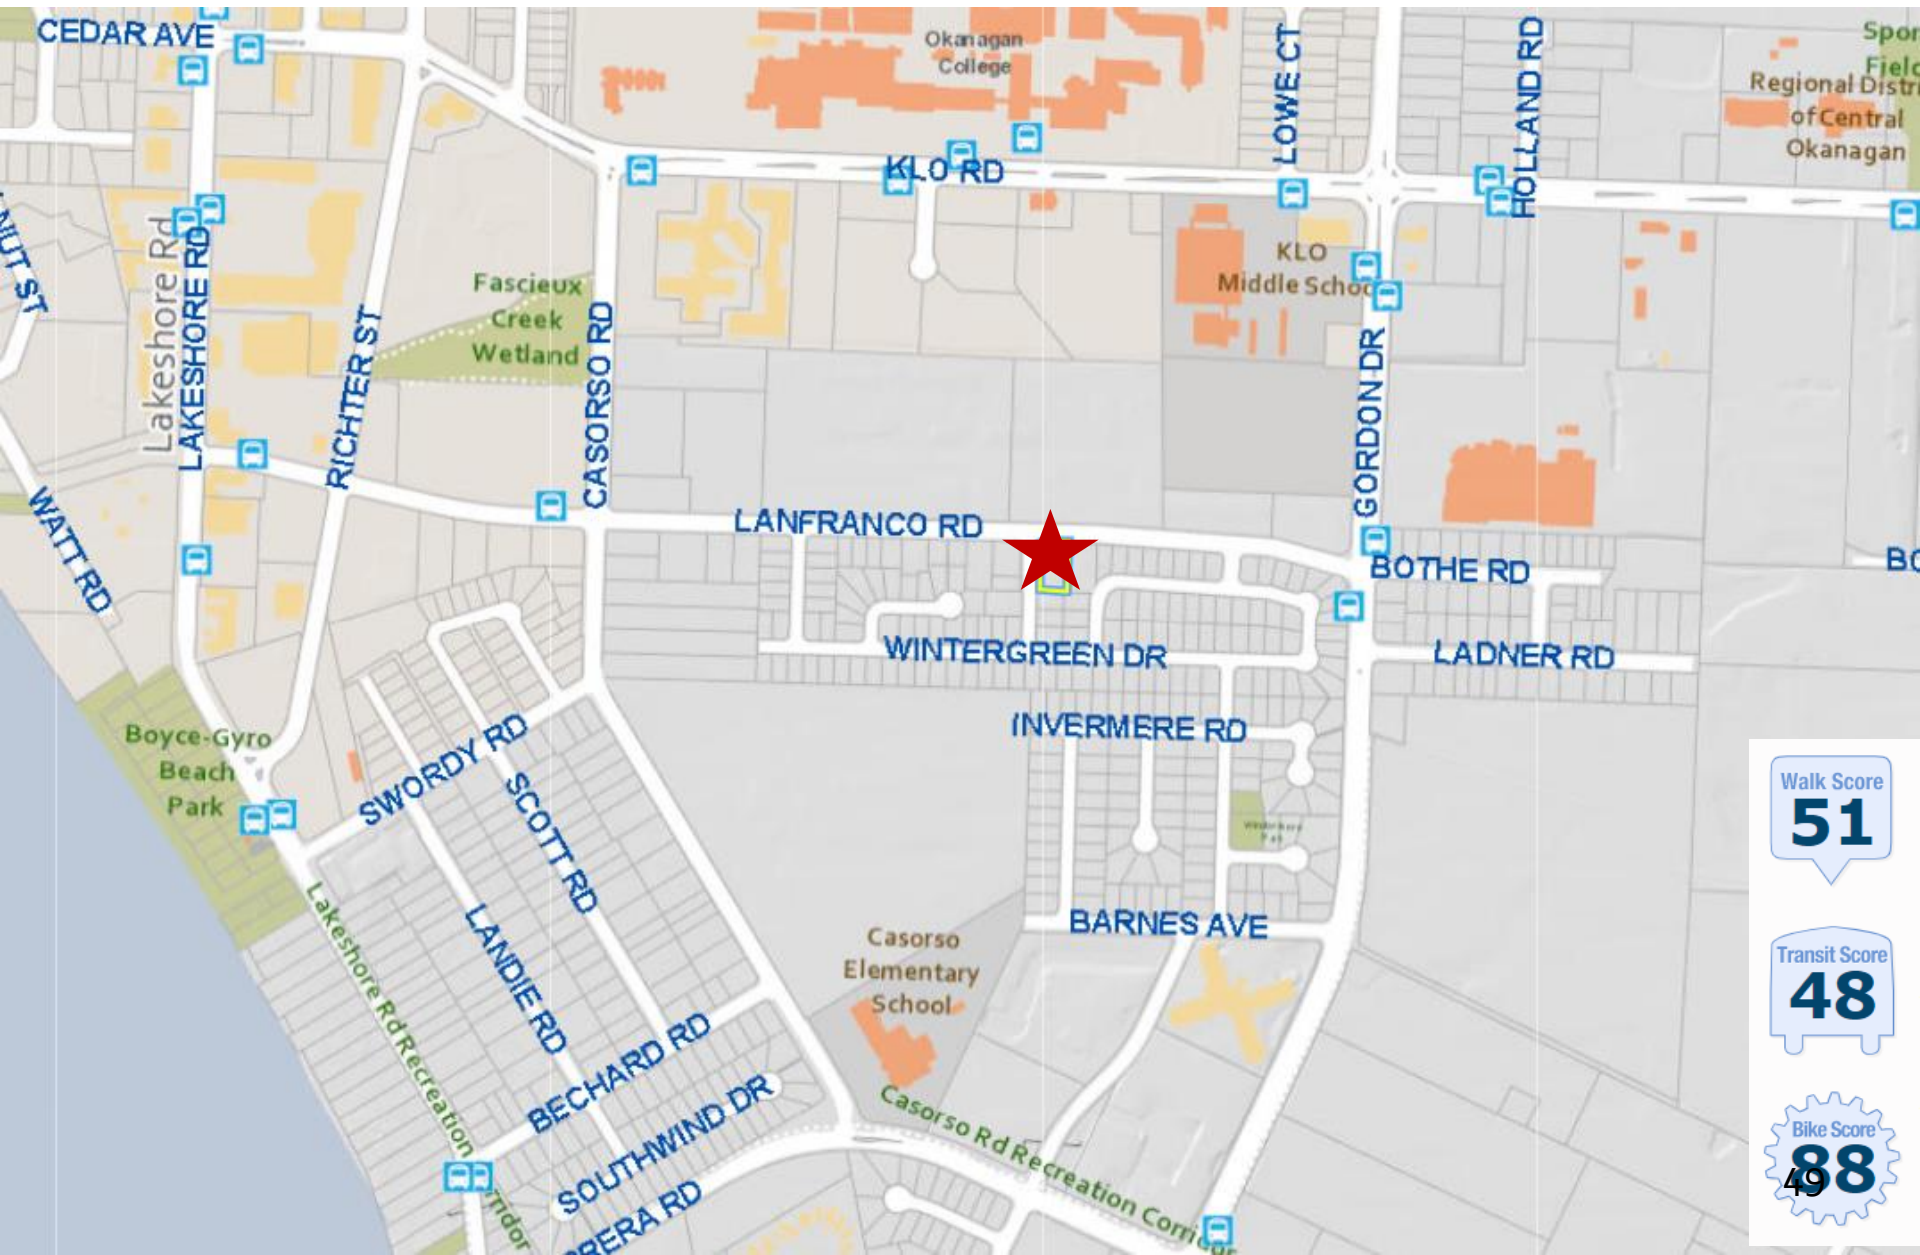 CEDAR AVE
Okanagan
College
LOWE CT
HOLLAND RD
Regional
of Central
Okanagan
KLO RD
Lakeshore Rd
LAKESHORE RD
RICHTER ST
Fascieux
Creek
Wetland
CASORSO RD
KLO
Middle
GORDON DR
WATT RD
LANFRANCO RD
BOTHE RD
WINTERGREEN DR
LADNER RD
INVERMERE RD
Boyce-Gyro
Beach
Park
SWORDY RD
SCOTT RD
LANDIE RD
BARNES AVE
Casorso
Elementary
School
Lakeshore Rd Recreation
BECHARD RD
SOUTHWIND DR
RD
Casorso Rd Recreation Corridor
Walk Score
51
Transit Score
48
Bike Score
88
49